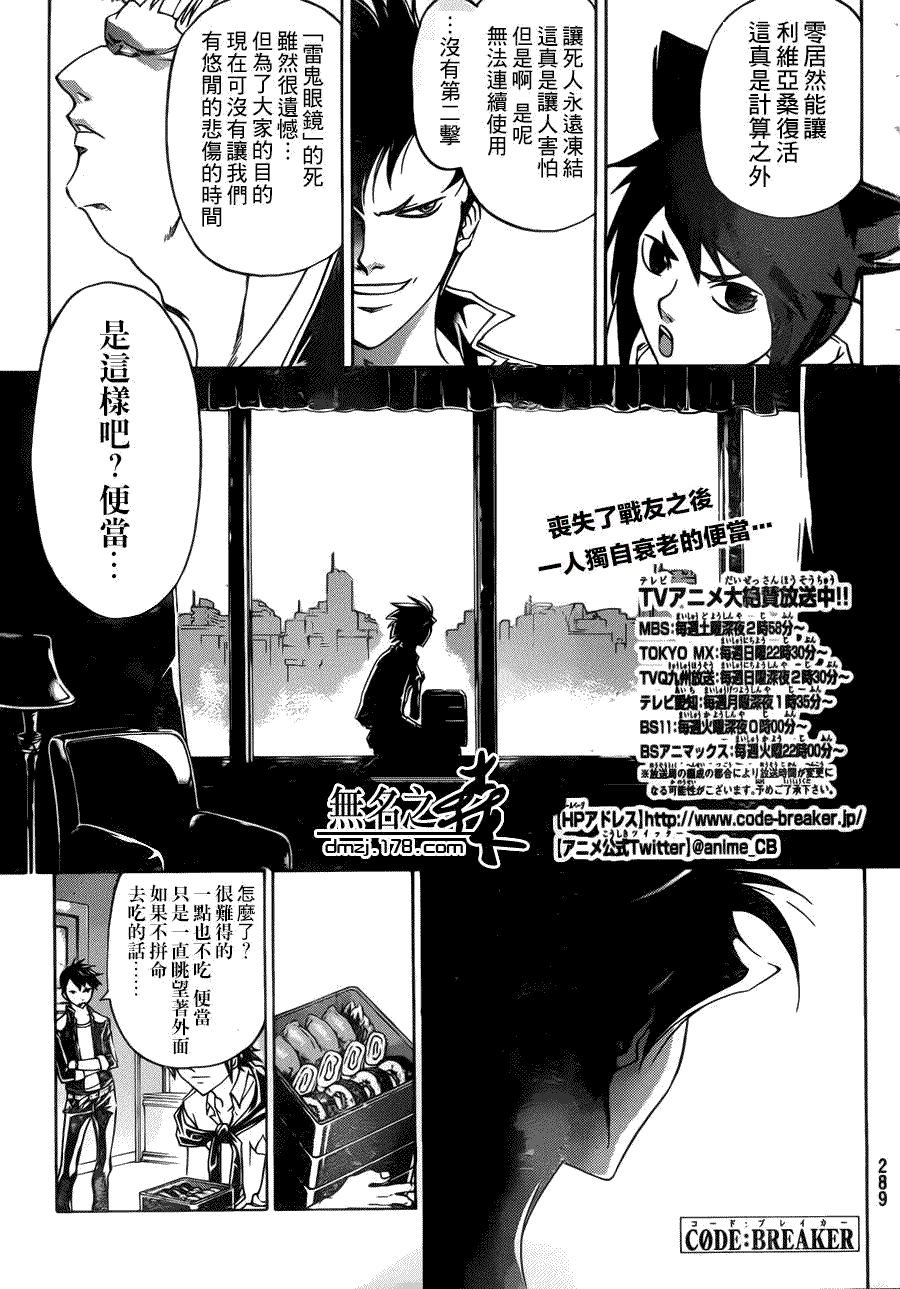 零居然能讓
利維亞桑復活
這真是計算之外
讓死人永遠凍結
這真是讓人害怕
但是啊 是呢
無法連續使用
…沒有第二擊
「雷鬼眼鏡」的死
雖然很遺憾…
但為了大家的目的
現在可沒有讓我們
有悠閒的悲傷的時間
是這樣吧？便當…
喪失了戰友之後
一人獨自衰老的便當…
TVアニメ大絶賛放送中!!
MBS：毎週土曜深夜2時58分～
TOKYO MX：毎週日曜22時30分～
TVQ九州放送：毎週日曜深夜2時30分～
テレビ愛知：毎週月曜深夜1時35分～
BS11：毎週火曜深夜0時00分～
BSアニマックス：毎週火曜22時00分～
※放送局の編成の都合により放送時間が変更に
なる可能性がございます。予めご了承下さい。
【HPアドレス】http://www.code-breaker.jp/
【アニメ公式Twitter】@anime_CB
無名之森
dmzj.178.com
怎麼了？
很難得的
一點也不吃 便當
只是一直眺望著外面
如果不拼命
去吃的話……
289
コード：ブレイカー
CODE:BREAKER